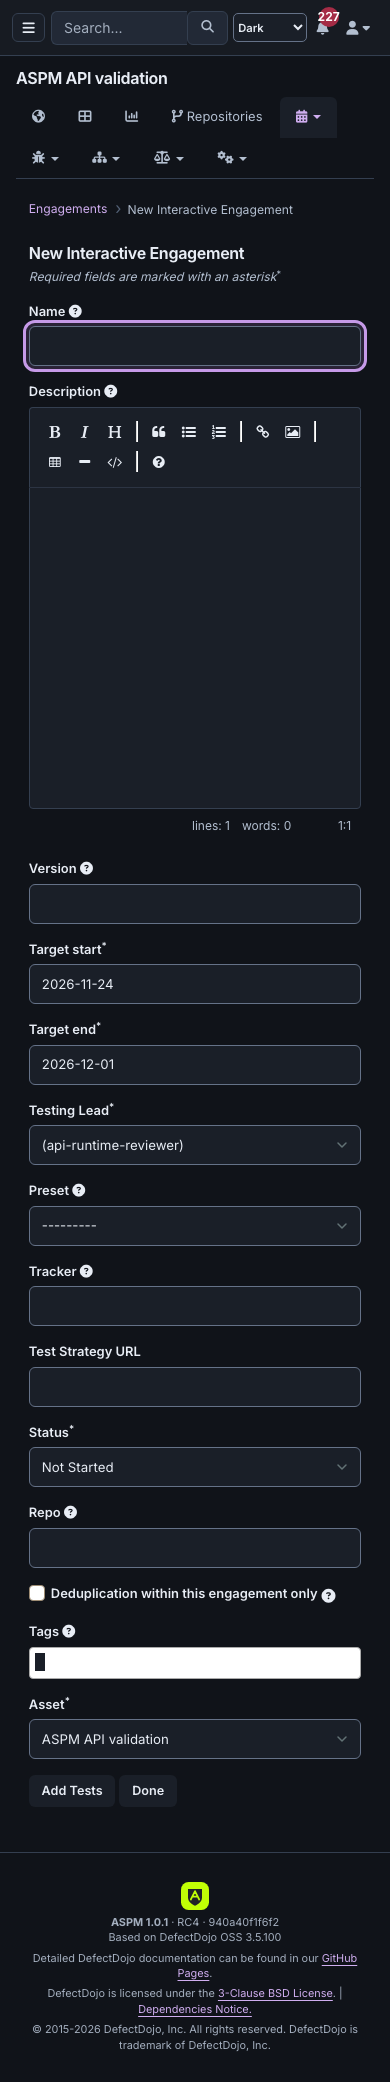 Search...
Dark
227
ASPM API validation
Repositories
Engagements > New Interactive Engagement
New Interactive Engagement
Required fields are marked with an asterisk*
Name
Description
B I H
lines: 1 words: 0 1:1
Version
Target start*
2026-11-24
Target end*
2026-12-01
Testing Lead*
(api-runtime-reviewer)
Preset
---------
Tracker
Test Strategy URL
Status*
Not Started
Repo
Deduplication within this engagement only
Tags
Asset*
ASPM API validation
Add Tests Done
ASPM 1.0.1 · RC4 · 940a40f1f6f2
Based on DefectDojo OSS 3.5.100
Detailed DefectDojo documentation can be found in our GitHub
Pages.
DefectDojo is licensed under the 3-Clause BSD License. |
Dependencies Notice.
© 2015-2026 DefectDojo, Inc. All rights reserved. DefectDojo is
trademark of DefectDojo, Inc.